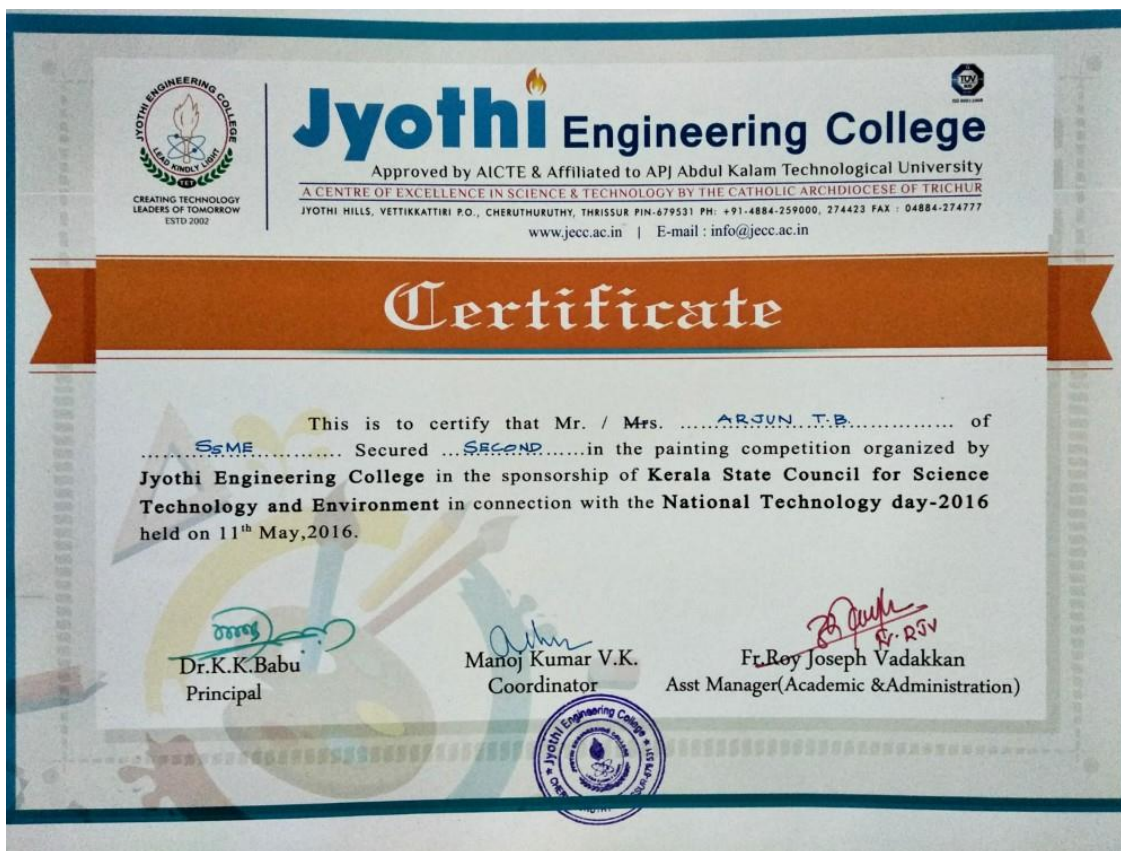 JYOTHI ENGINEERING COLLEGE
LEAD KINDLY LIGHT
CREATING TECHNOLOGY
LEADERS OF TOMORROW
ESTD 2002
TÜV
Jyothi Engineering College
Approved by AICTE & Affiliated to APJ Abdul Kalam Technological University
A CENTRE OF EXCELLENCE IN SCIENCE & TECHNOLOGY BY THE CATHOLIC ARCHDIOCESE OF TRICHUR
JYOTHI HILLS, VETTIKKATTIRI P.O., CHERUTHURUTHY, THRISSUR PIN-679531 PH: +91-4884-259000, 274423 FAX : 04884-274777
www.jecc.ac.in | E-mail : info@jecc.ac.in
Certificate
This is to certify that Mr. / Mrs. ..... ARJUN T.B. ............... of
....... S5ME ............ Secured ... SECOND ...... in the painting competition organized by
Jyothi Engineering College in the sponsorship of Kerala State Council for Science
Technology and Environment in connection with the National Technology day-2016
held on 11th May,2016.
Fr. RJV
Dr.K.K.Babu
Principal
Manoj Kumar V.K.
Coordinator
Fr.Roy Joseph Vadakkan
Asst Manager(Academic &Administration)
Jyothi Engineering College